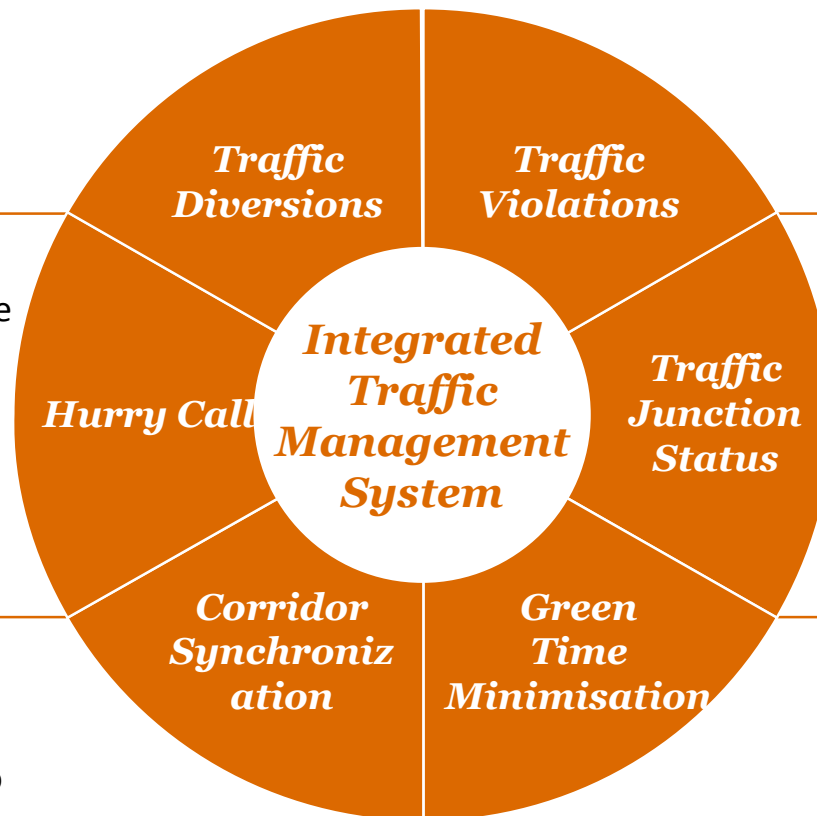 Traffic
Diversions
Traffic
Violations
e
Hurry Call
Integrated
Traffic
Management
System
Traffic
Junction
Status
Corridor
Synchroniz
ation
Green
Time
Minimisation